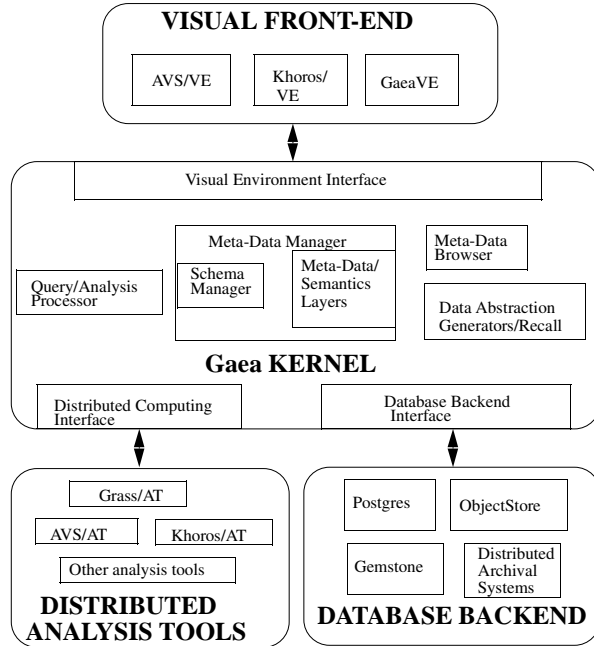 VISUAL FRONT-END
AVS/VE
Khoros/
VE
GaeaVE
Visual Environment Interface
Meta-Data Manager
Schema
Manager
Meta-Data/
Semantics
Layers
Meta-Data
Browser
Query/Analysis
Processor
Data Abstraction
Generators/Recall
Gaea KERNEL
Distributed Computing
Interface
Database Backend
Interface
Grass/AT
AVS/AT
Khoros/AT
Other analysis tools
DISTRIBUTED
ANALYSIS TOOLS
Postgres
ObjectStore
Gemstone
Distributed
Archival
Systems
DATABASE BACKEND